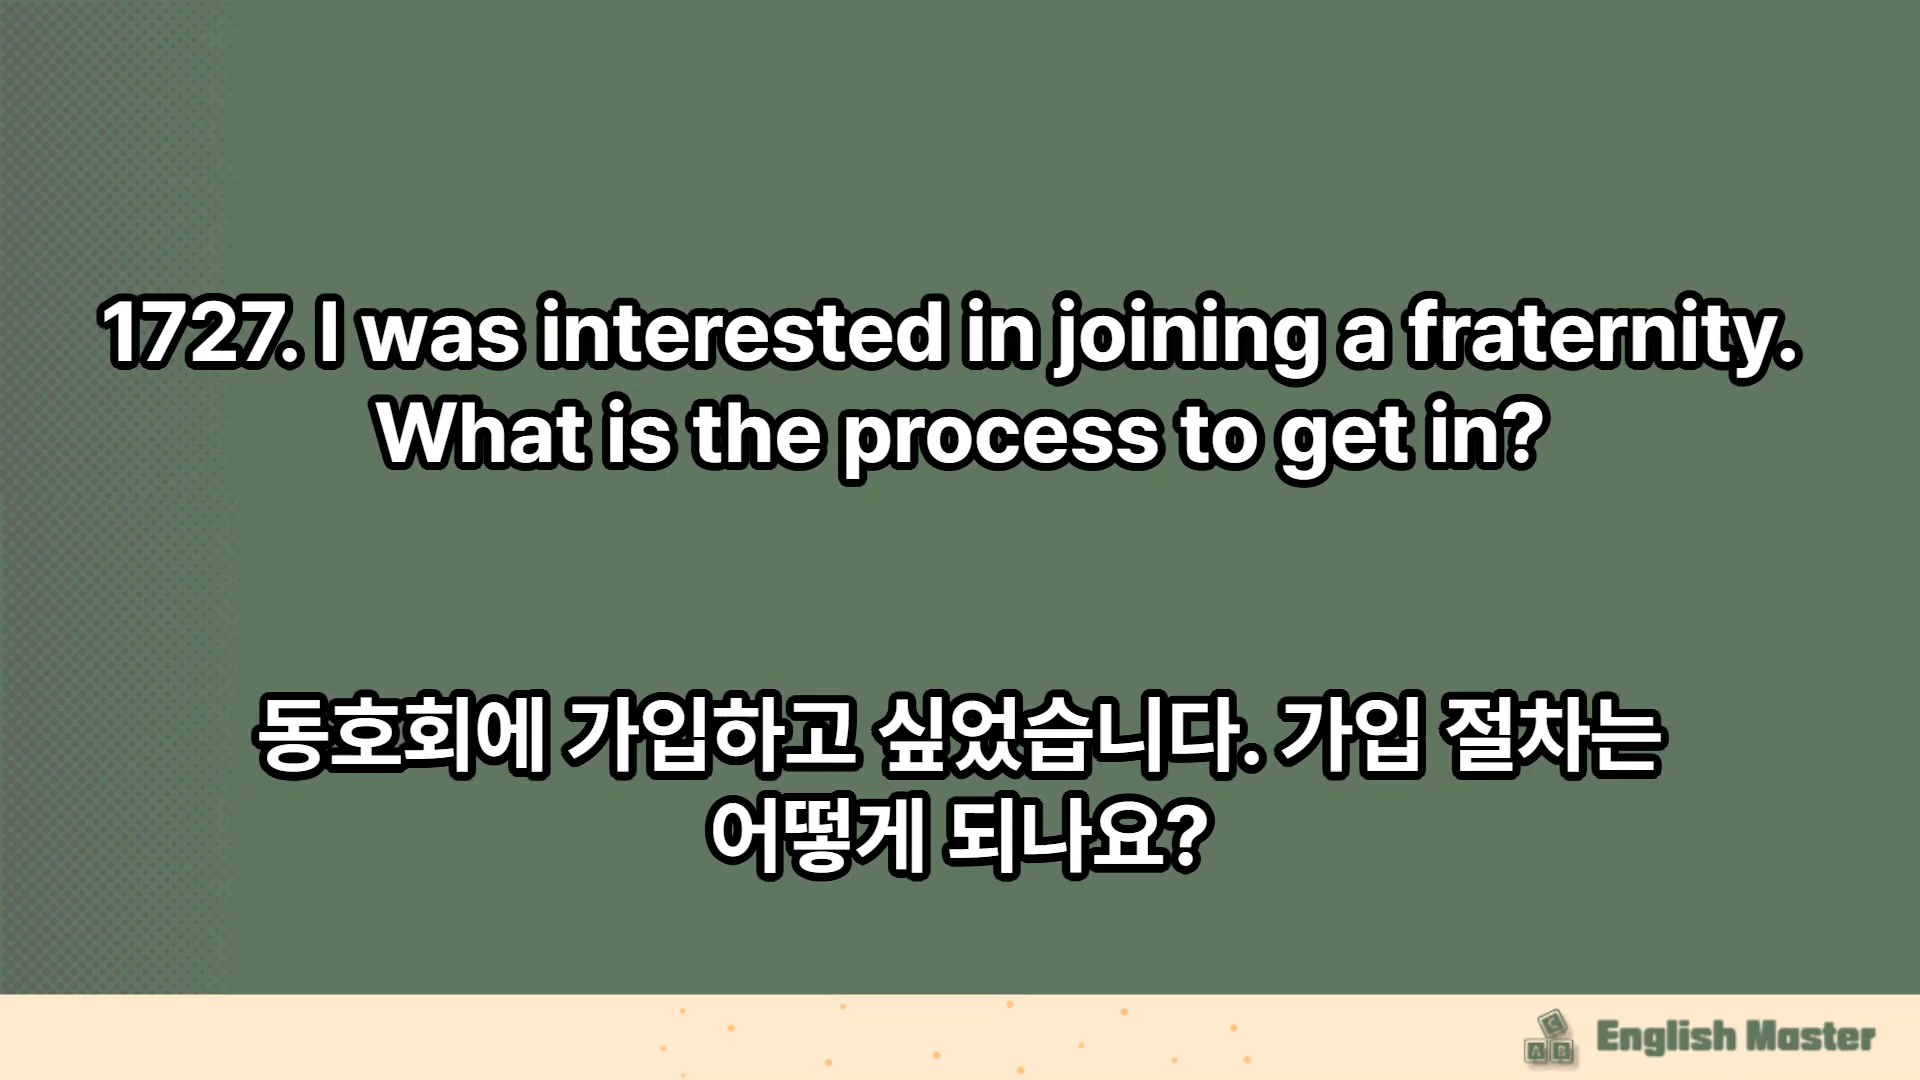 1727. I was interested in joining a fraternity.
What is the process to get in?
동호회에 가입하고 싶었습니다. 가입 절차는
어떻게 되나요?
C
A B
English Master